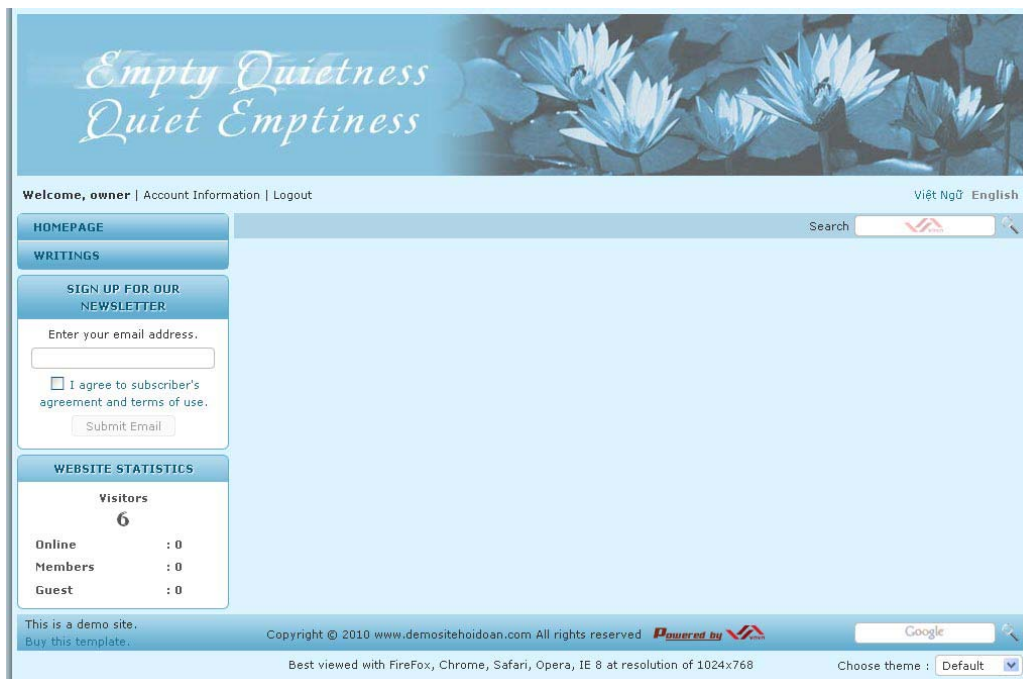 Empty Quietness
Quiet Emptiness
Welcome, owner | Account Information | Logout
Việt Ngữ English
HOMEPAGE
Search
WRITINGS
SIGN UP FOR OUR
NEWSLETTER
Enter your email address.
I agree to subscriber's
agreement and terms of use.
Submit Email
WEBSITE STATISTICS
Visitors
6
Online : 0
Members : 0
Guest : 0
This is a demo site.
Buy this template.
Copyright © 2010 www.demositehoidoan.com All rights reserved Powered by
Google
Best viewed with FireFox, Chrome, Safari, Opera, IE 8 at resolution of 1024x768
Choose theme : Default